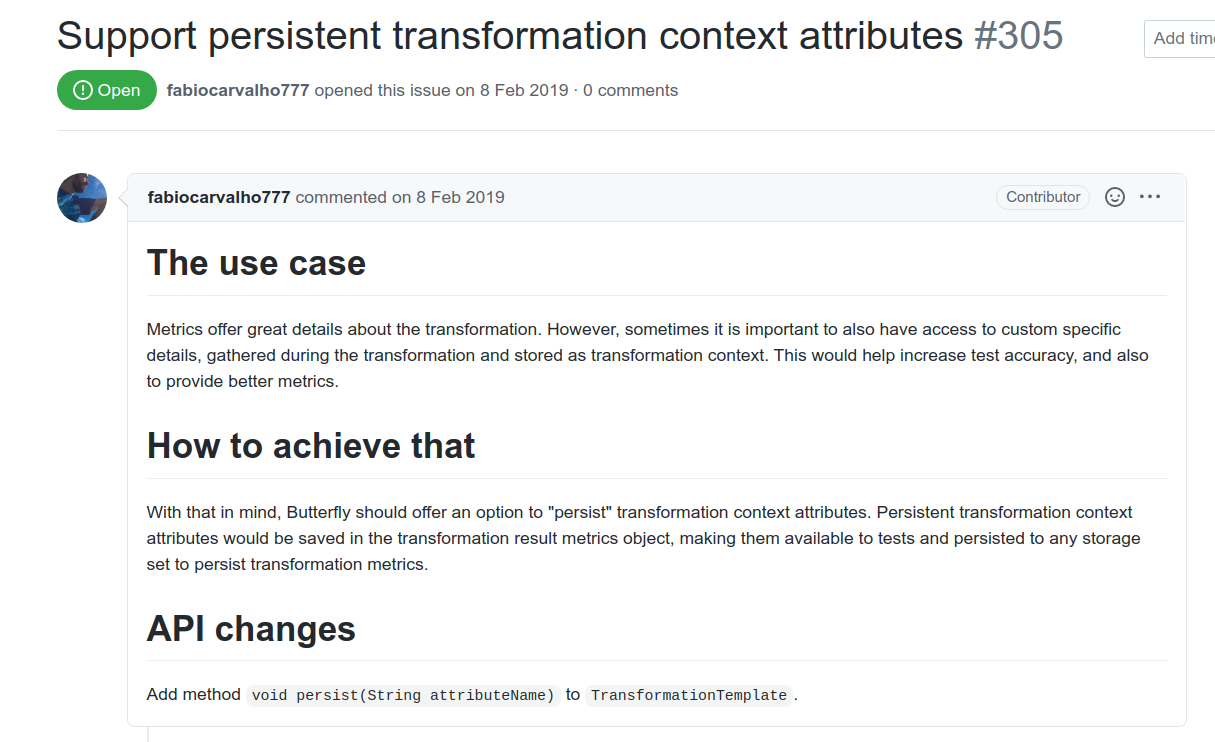 Support persistent transformation context attributes #305
Add time
Open fabiocarvalho777 opened this issue on 8 Feb 2019 · 0 comments
fabiocarvalho777 commented on 8 Feb 2019 Contributor
The use case
Metrics offer great details about the transformation. However, sometimes it is important to also have access to custom specific
details, gathered during the transformation and stored as transformation context. This would help increase test accuracy, and also
to provide better metrics.
How to achieve that
With that in mind, Butterfly should offer an option to "persist" transformation context attributes. Persistent transformation context
attributes would be saved in the transformation result metrics object, making them available to tests and persisted to any storage
set to persist transformation metrics.
API changes
Add method void persist(String attributeName) to TransformationTemplate.